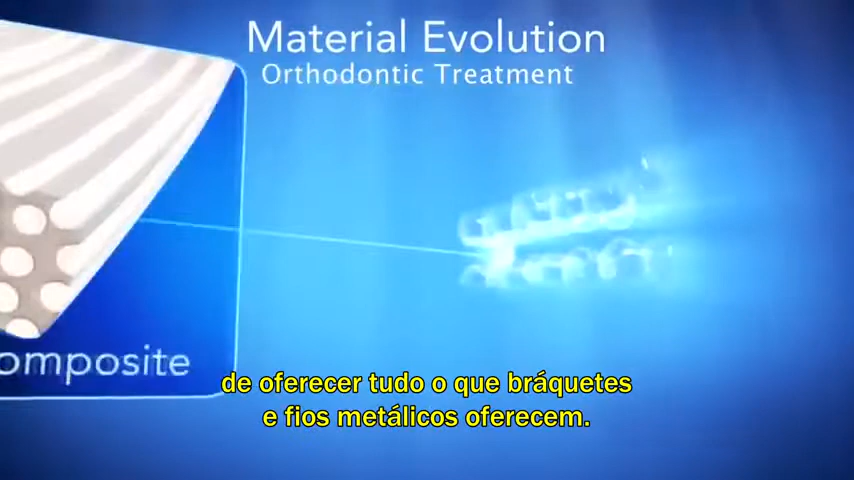 Material Evolution
Orthodontic Treatment
omposite
de oferecer tudo o que bráquetes
e fios metálicos oferecem.